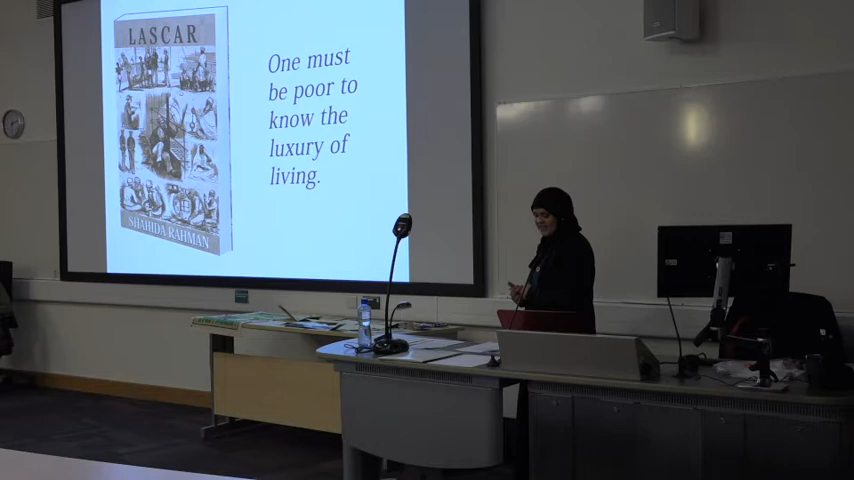 LASCAR
SHAHIDA RAHMAN
One must
be poor to
know the
luxury of
living.